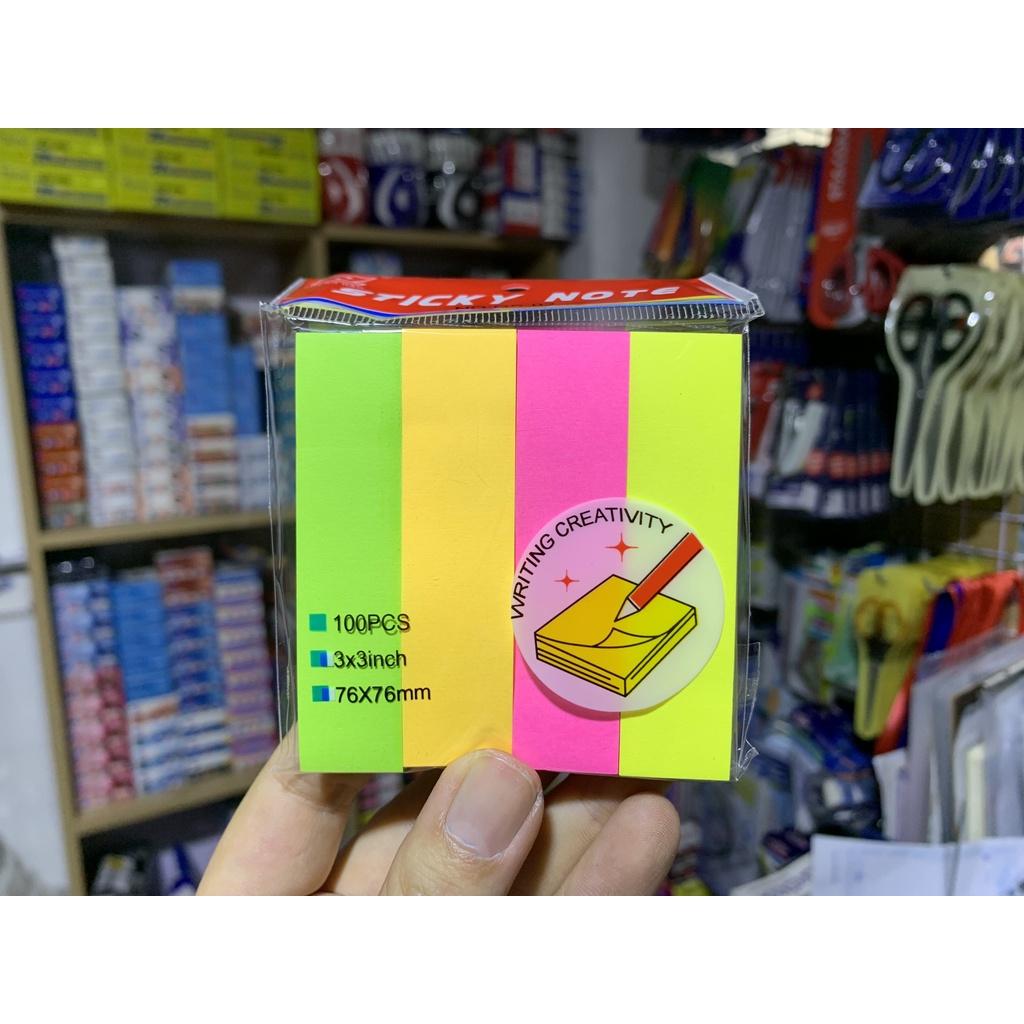 STICKY NOTE
WRITING CREATIVITY
100PCS
3x3inch
76X76mm